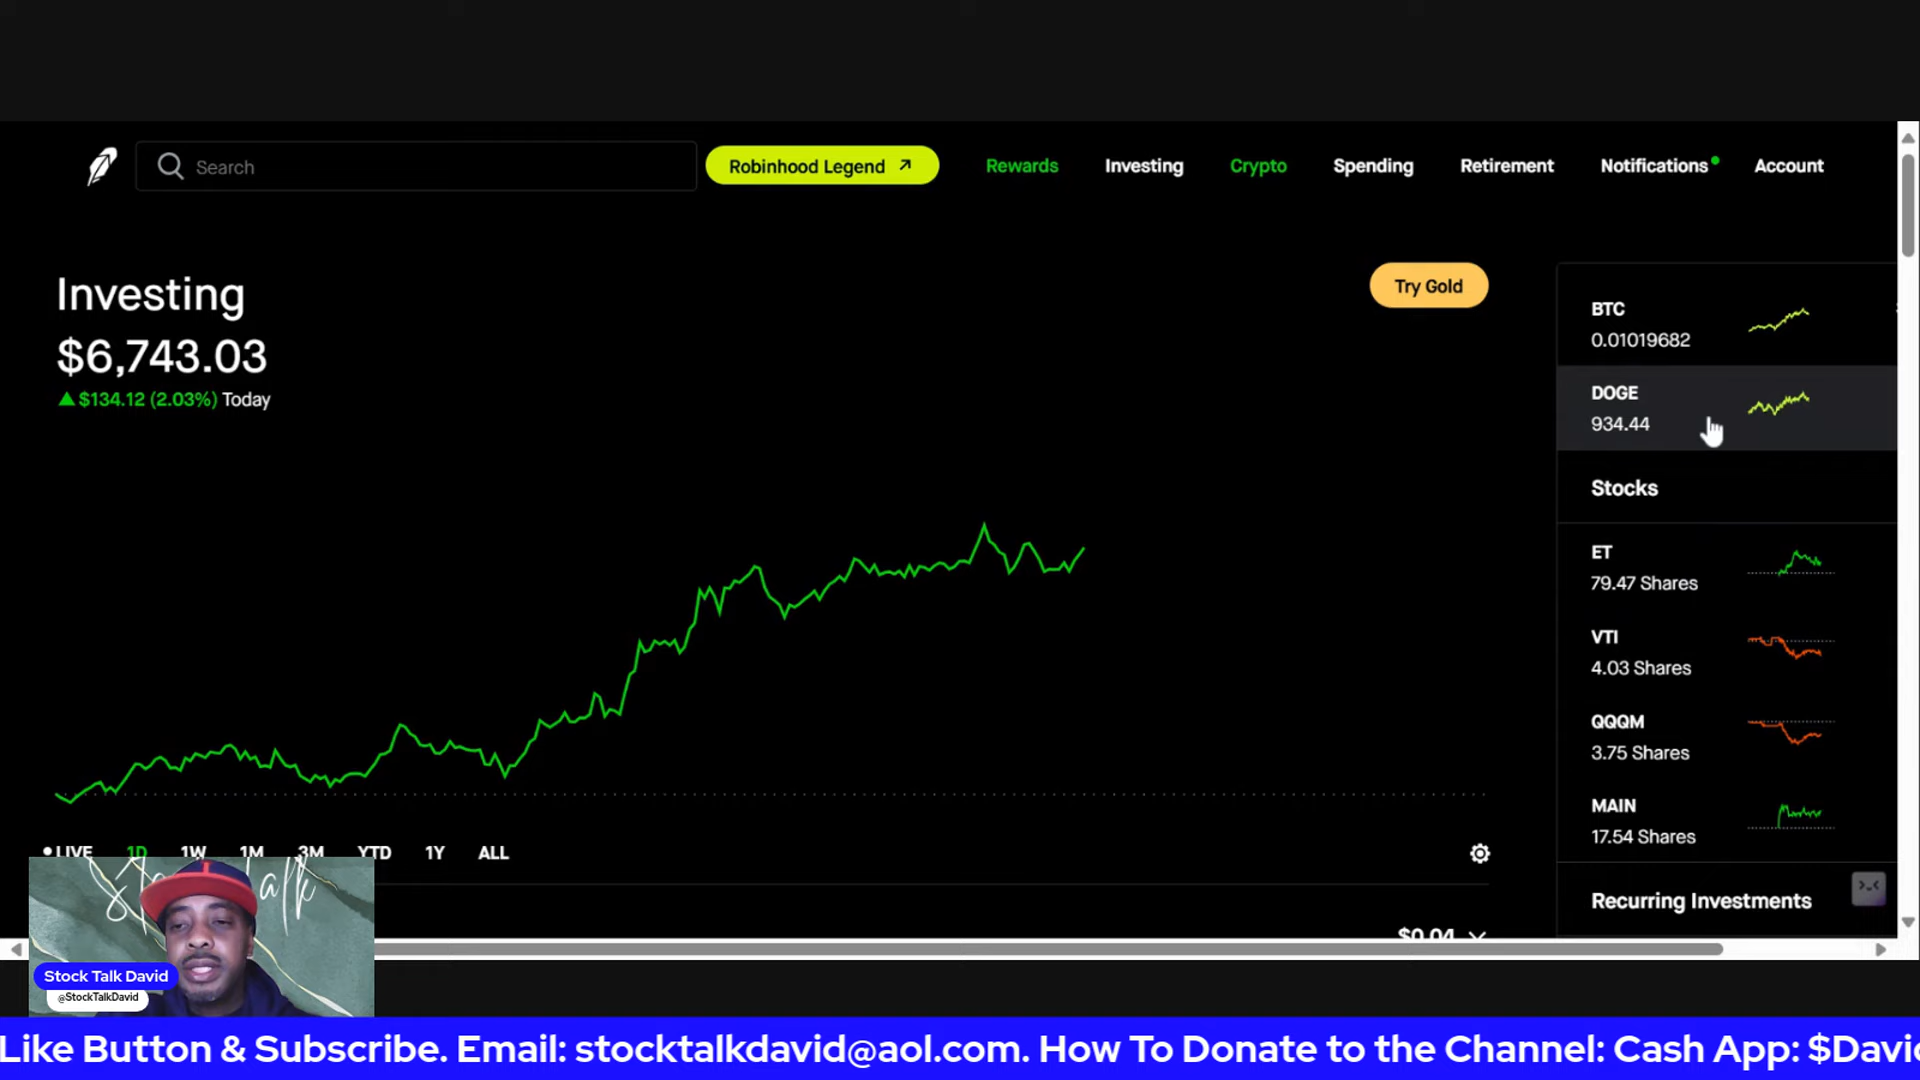 Search
Robinhood Legend ↗
Rewards
Investing
Crypto
Spending
Retirement
Notifications
Account
Investing
$6,743.03
▲ $134.12 (2.03%) Today
Try Gold
BTC
0.01019682
DOGE
934.44
Stocks
ET
79.47 Shares
VTI
4.03 Shares
QQQM
3.75 Shares
MAIN
17.54 Shares
Recurring Investments
LIVE 1D 1W 1M 3M YTD 1Y ALL
$0.04
Stock Talk David
@StockTalkDavid
Like Button & Subscribe. Email: stocktalkdavid@aol.com. How To Donate to the Channel: Cash App: $Davi